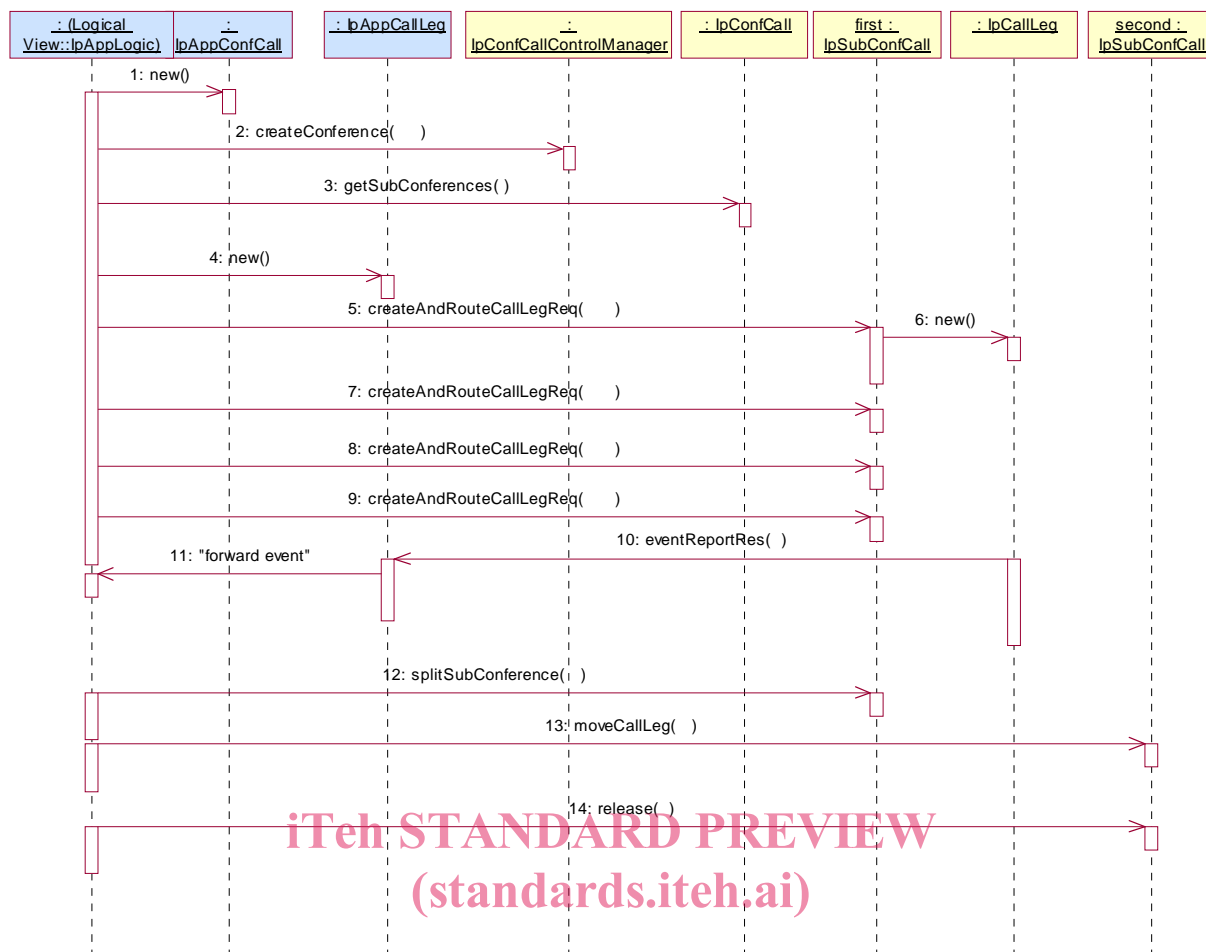 : (Logical
View::IpAppLogic)
:
IpAppConfCall
: IpAppCallLeg
:
IpConfCallControlManager
: IpConfCall
first :
IpSubConfCall
: IpCallLeg
second :
IpSubConfCall
1: new()
2: createConference( )
3: getSubConferences( )
4: new()
5: createAndRouteCallLegReq( )
6: new()
7: createAndRouteCallLegReq( )
8: createAndRouteCallLegReq( )
9: createAndRouteCallLegReq( )
10: eventReportRes( )
11: "forward event"
12: splitSubConference( )
13: moveCallLeg( )
14: release( )
iTeh STANDARD PREVIEW
(standards.iteh.ai)